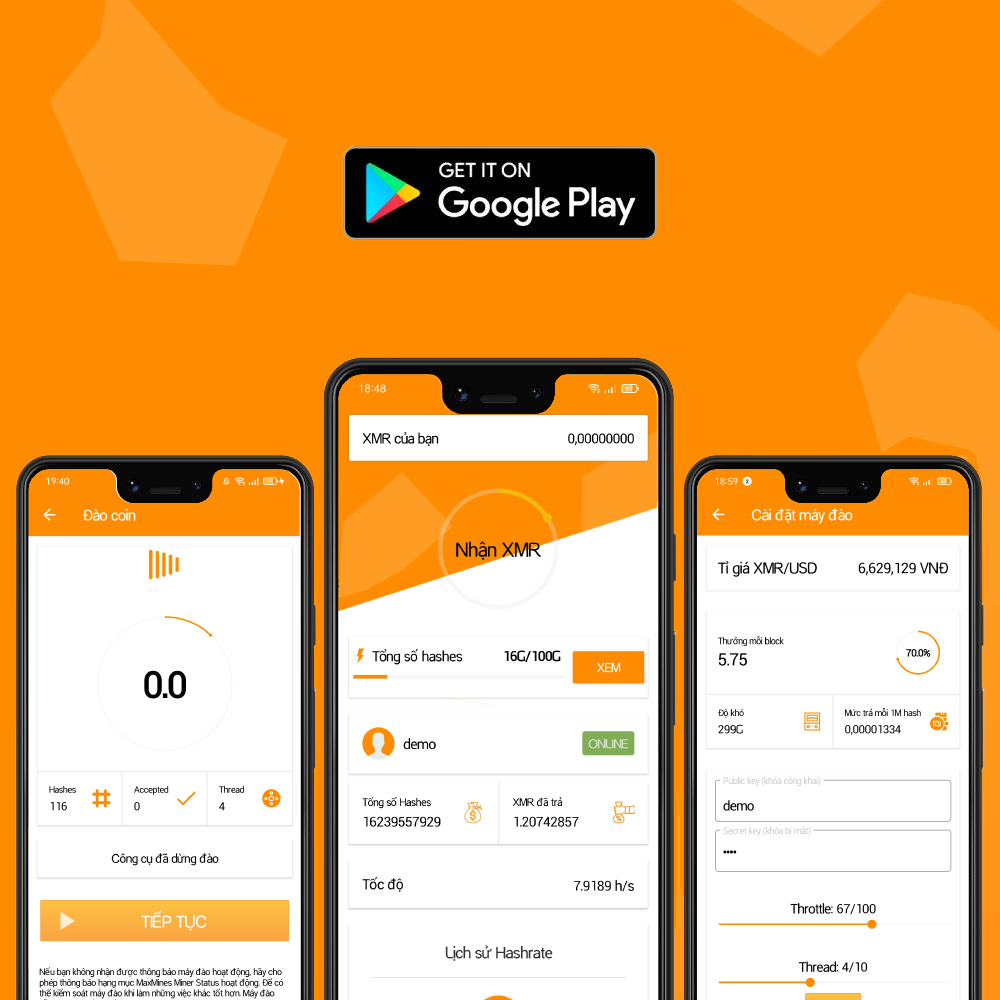 GET IT ON
Google Play
19:40
Đào coin
0.0
Hashes
116
Accepted
0
Thread
4
Công cụ đã dừng đào
TIẾP TỤC
Nếu bạn không nhận được thông báo máy đào hoạt động, hãy cho
phép thông báo hạng mục MaxMines Miner Status hoạt động. Để có
thể kiểm soát máy đào khi làm những việc khác tốt hơn. Máy đào
18:48
XMR của bạn
0,00000000
Nhận XMR
Tổng số hashes
16G/100G
XEM
demo
ONLINE
Tổng số Hashes
16239557929
XMR đã trả
1.20742857
Tốc độ
7.9189 h/s
Lịch sử Hashrate
18:59
Cài đặt máy đào
Tỉ giá XMR/USD
6,629,129 VNĐ
Thưởng mỗi block
5.75
70.0%
Độ khó
299G
Mức trả mỗi 1M hash
0,00001334
Public key (khóa công khai)
demo
Secret key (khóa bí mật)
••••
Throttle: 67/100
Thread: 4/10